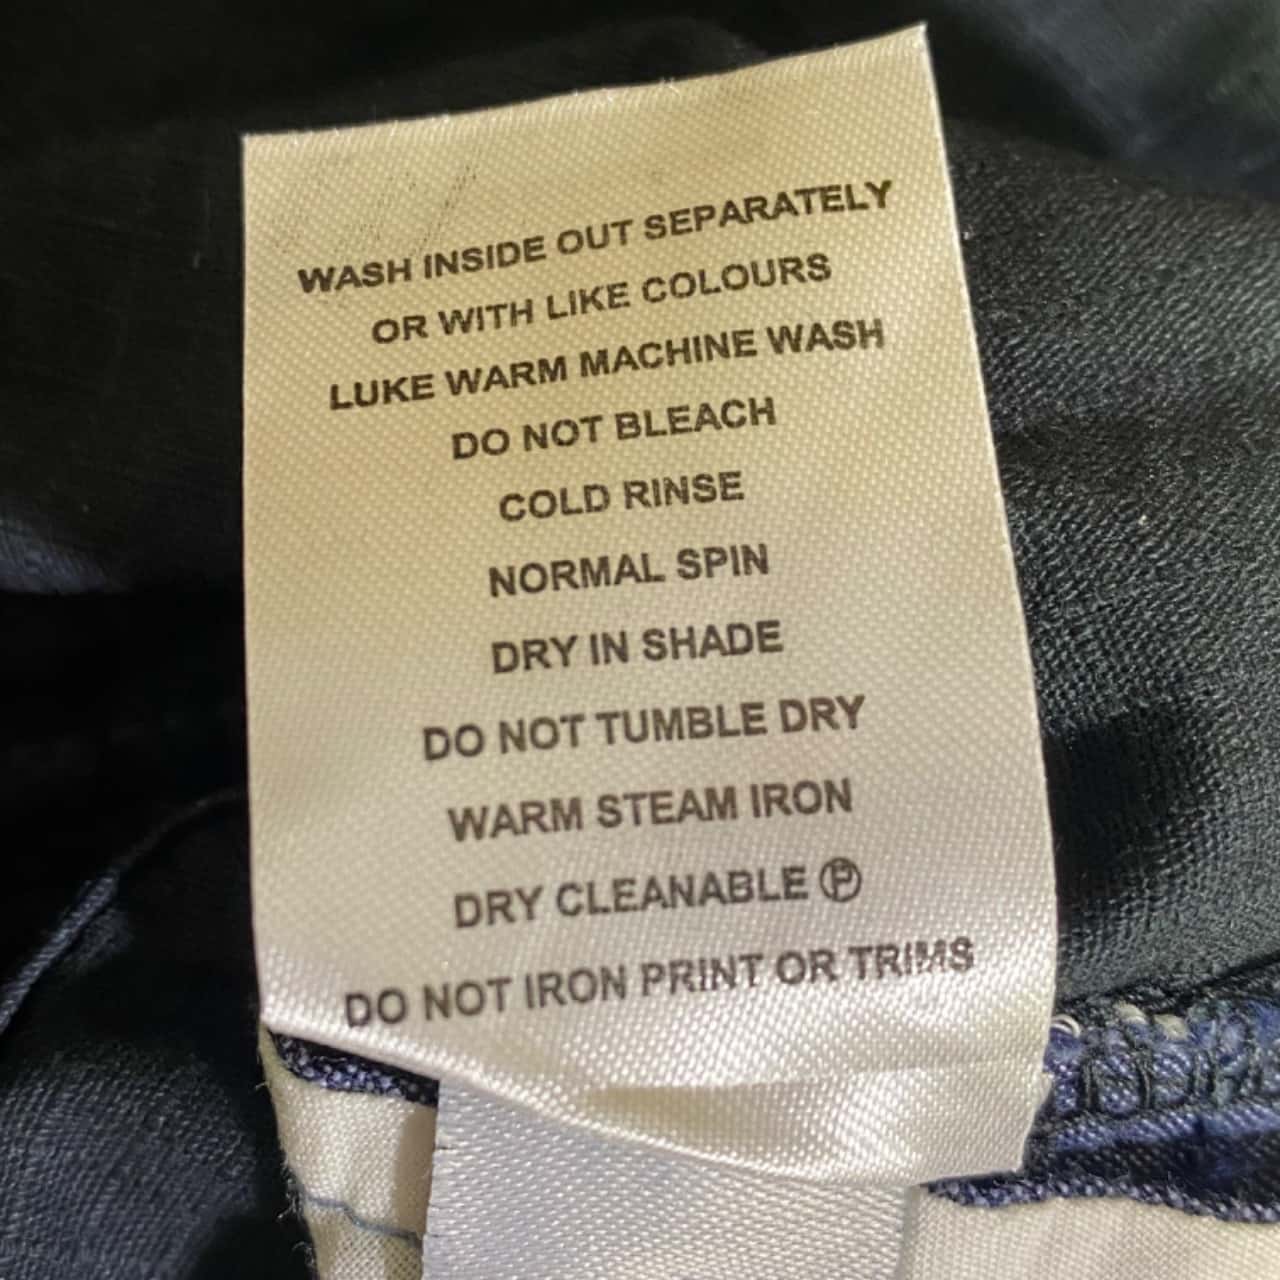 WASH INSIDE OUT SEPARATELY
OR WITH LIKE COLOURS
LUKE WARM MACHINE WASH
DO NOT BLEACH
COLD RINSE
NORMAL SPIN
DRY IN SHADE
DO NOT TUMBLE DRY
WARM STEAM IRON
DRY CLEANABLE Ⓟ
DO NOT IRON PRINT OR TRIMS